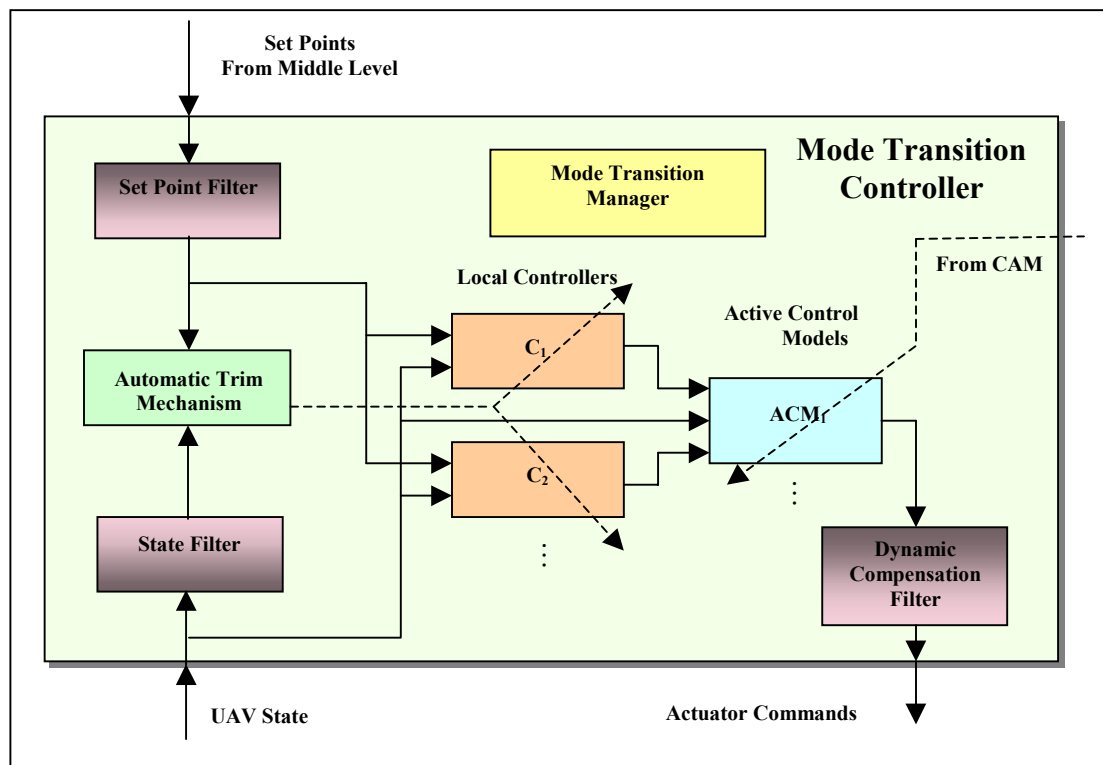 Set Points
From Middle Level
Mode Transition
Controller
Set Point Filter
Mode Transition
Manager
From CAM
Local Controllers
Active Control
Models
C₁
Automatic Trim
Mechanism
ACM₁
C₂
⋮
⋮
State Filter
Dynamic
Compensation
Filter
UAV State
Actuator Commands